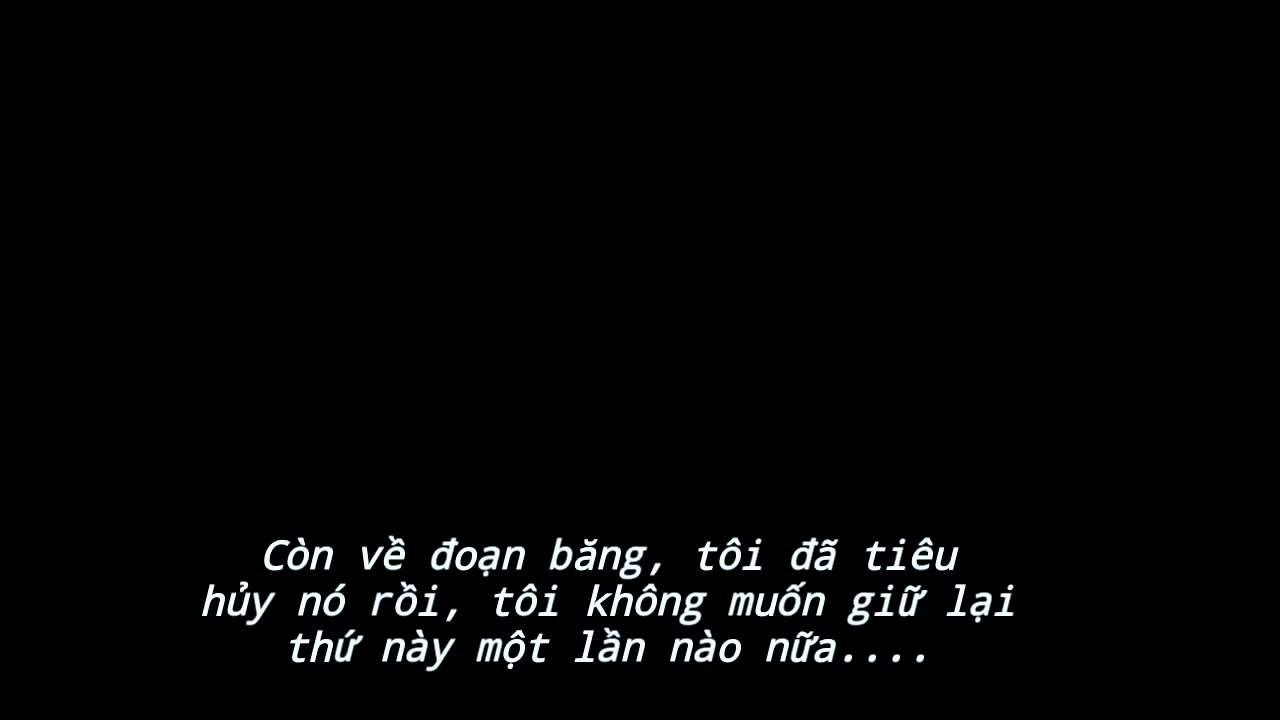 Còn về đoạn băng, tôi đã tiêu
hủy nó rồi, tôi không muốn giữ lại
thứ này một lần nào nữa....